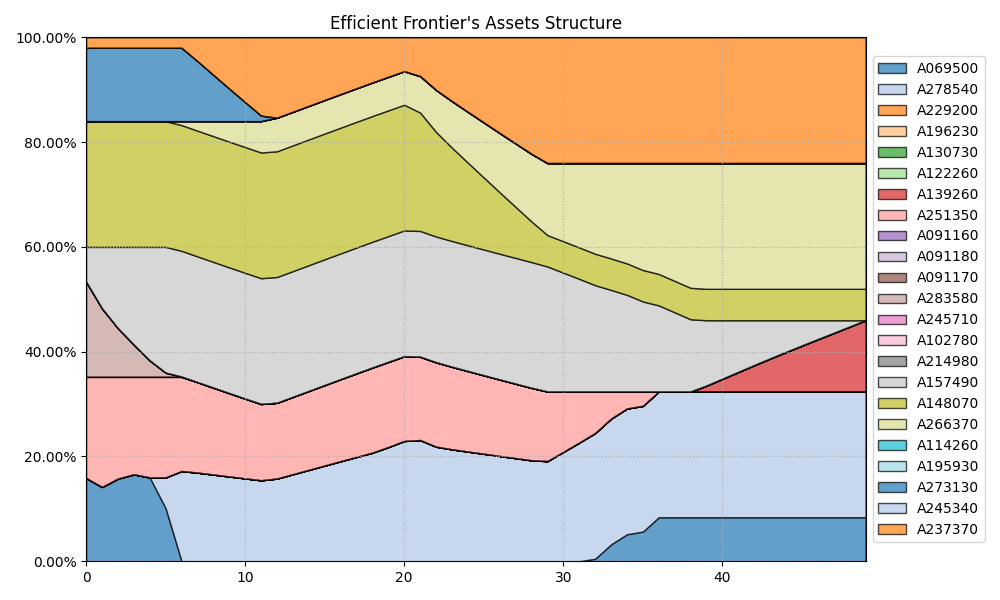 Efficient Frontier's Assets Structure
100.00%
80.00%
60.00%
40.00%
20.00%
0.00%
0
10
20
30
40
A069500
A278540
A229200
A196230
A130730
A122260
A139260
A251350
A091160
A091180
A091170
A283580
A245710
A102780
A214980
A157490
A148070
A266370
A114260
A195930
A273130
A245340
A237370